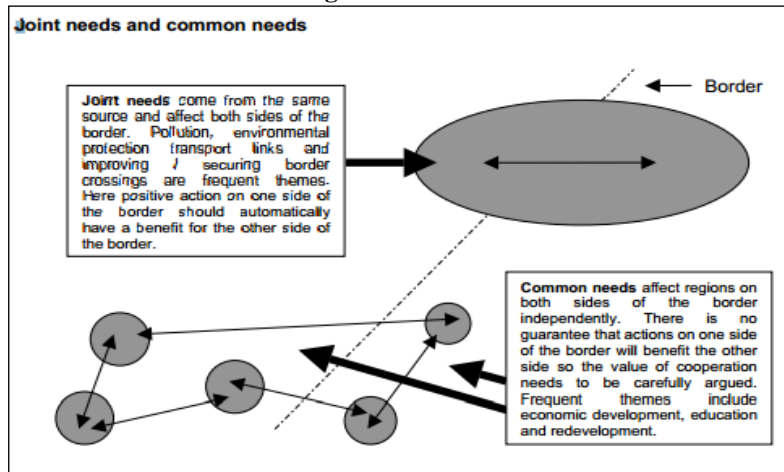 Joint needs and common needs
Border
Joint needs come from the same
source and affect both sides of the
border. Pollution, environmental
protection transport links and
improving / securing border
crossings are frequent themes.
Here positive action on one side of
the border should automatically
have a benefit for the other side of
the border.
Common needs affect regions on
both sides of the border
independently. There is no
guarantee that actions on one side
of the border will benefit the other
side so the value of cooperation
needs to be carefully argued.
Frequent themes include
economic development, education
and redevelopment.